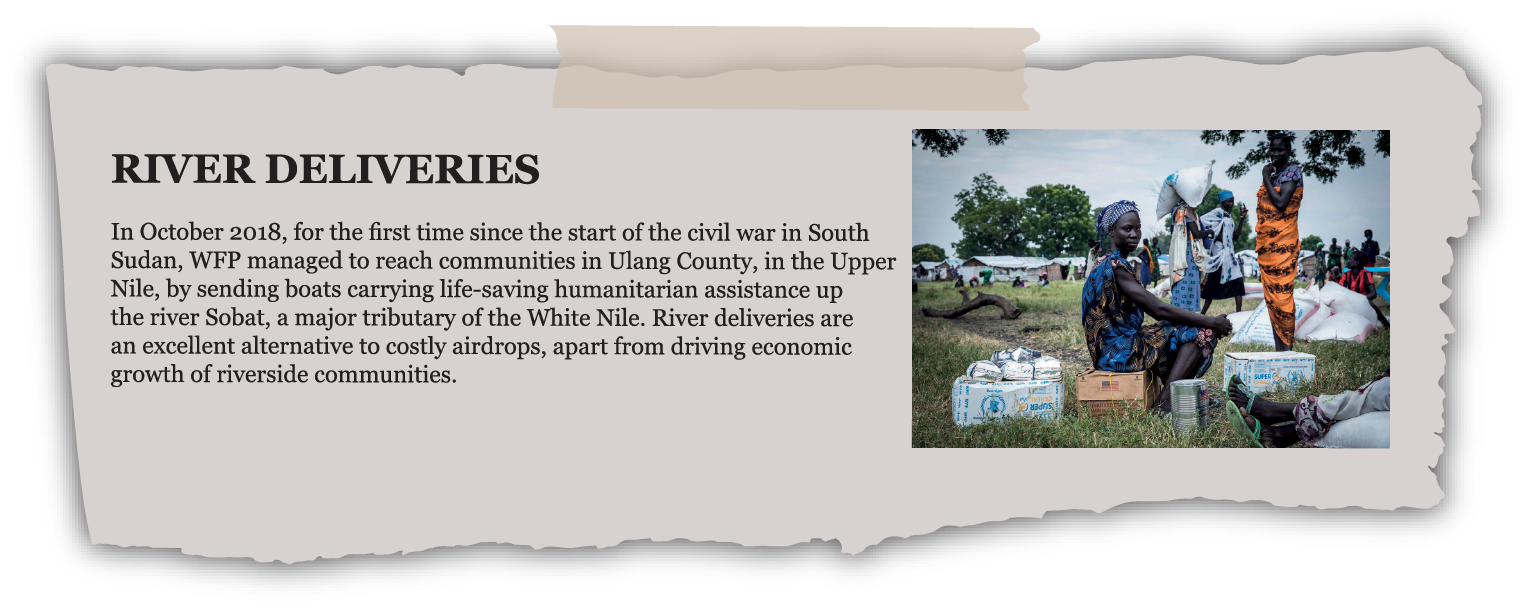 RIVER DELIVERIES
In October 2018, for the first time since the start of the civil war in South
Sudan, WFP managed to reach communities in Ulang County, in the Upper
Nile, by sending boats carrying life-saving humanitarian assistance up
the river Sobat, a major tributary of the White Nile. River deliveries are
an excellent alternative to costly airdrops, apart from driving economic
growth of riverside communities.
SUPER
SUPER